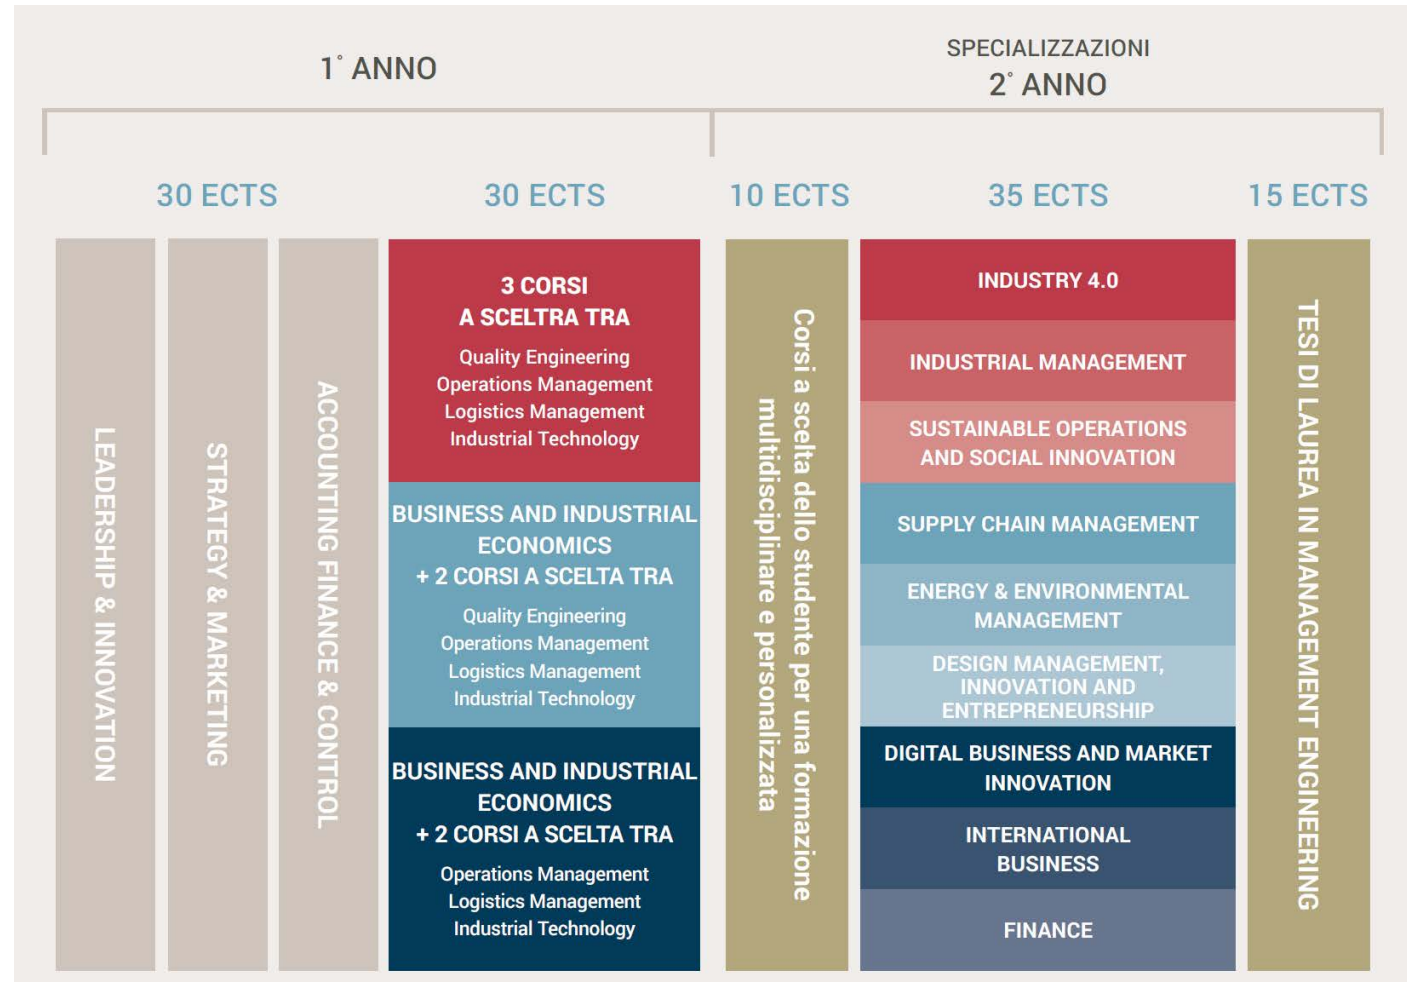 1° ANNO
SPECIALIZZAZIONI
2° ANNO
30 ECTS
30 ECTS
10 ECTS
35 ECTS
15 ECTS
LEADERSHIP & INNOVATION
STRATEGY & MARKETING
ACCOUNTING FINANCE & CONTROL
3 CORSI
A SCELTRA TRA
Quality Engineering
Operations Management
Logistics Management
Industrial Technology
BUSINESS AND INDUSTRIAL
ECONOMICS
+ 2 CORSI A SCELTA TRA
Quality Engineering
Operations Management
Logistics Management
Industrial Technology
BUSINESS AND INDUSTRIAL
ECONOMICS
+ 2 CORSI A SCELTA TRA
Operations Management
Logistics Management
Industrial Technology
Corsi a scelta dello studente per una formazione
multidisciplinare e personalizzata
INDUSTRY 4.0
INDUSTRIAL MANAGEMENT
SUSTAINABLE OPERATIONS
AND SOCIAL INNOVATION
SUPPLY CHAIN MANAGEMENT
ENERGY & ENVIRONMENTAL
MANAGEMENT
DESIGN MANAGEMENT,
INNOVATION AND
ENTREPRENEURSHIP
DIGITAL BUSINESS AND MARKET
INNOVATION
INTERNATIONAL
BUSINESS
FINANCE
TESI DI LAUREA IN MANAGEMENT ENGINEERING